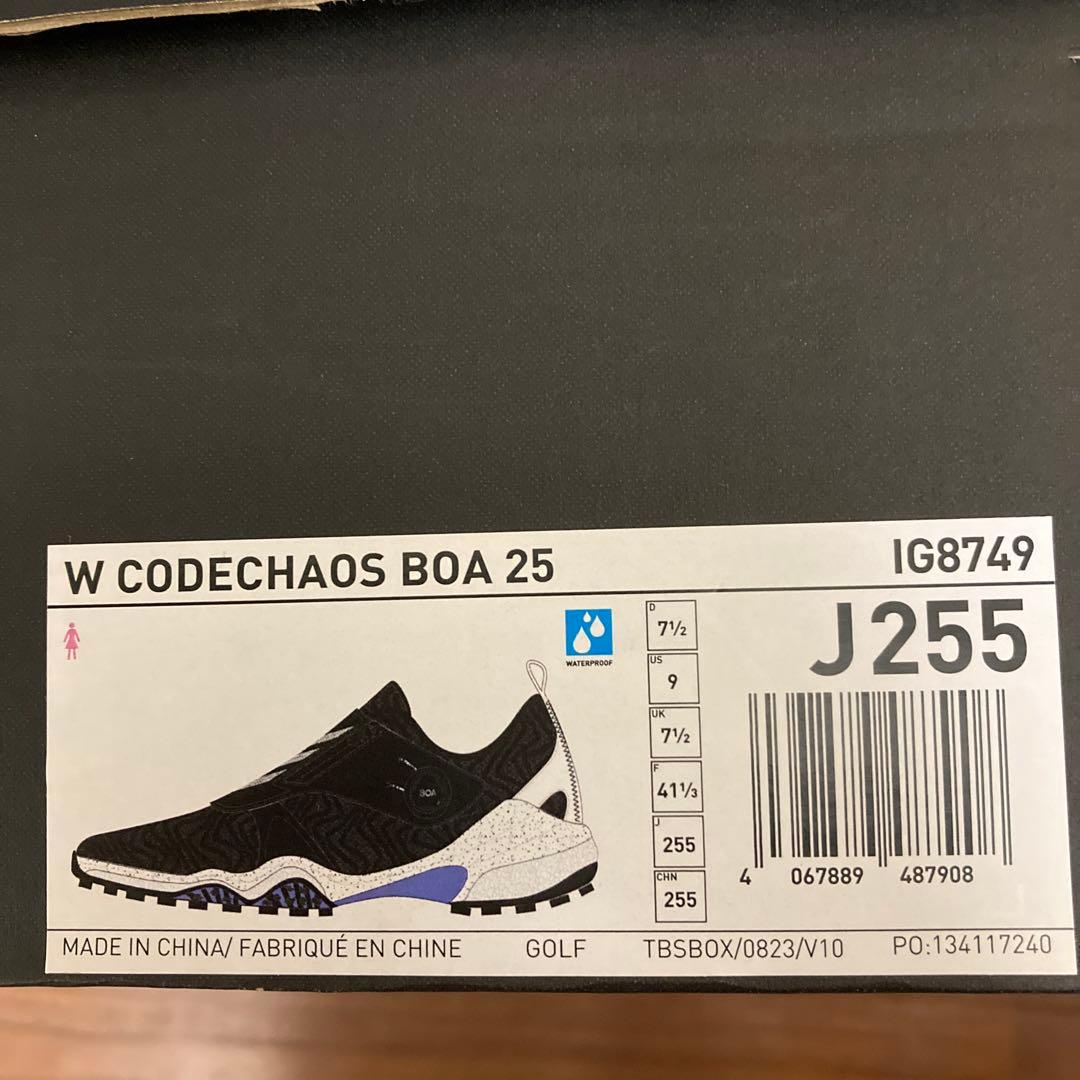 W CODECHAOS BOA 25
IG8749
WATERPROOF
BOA
D
7½
US
9
UK
7½
F
41⅓
J
255
CHN
255
J 255
4 067889 487908
MADE IN CHINA/ FABRIQUÉ EN CHINE
GOLF
TBSBOX/0823/V10
PO:134117240